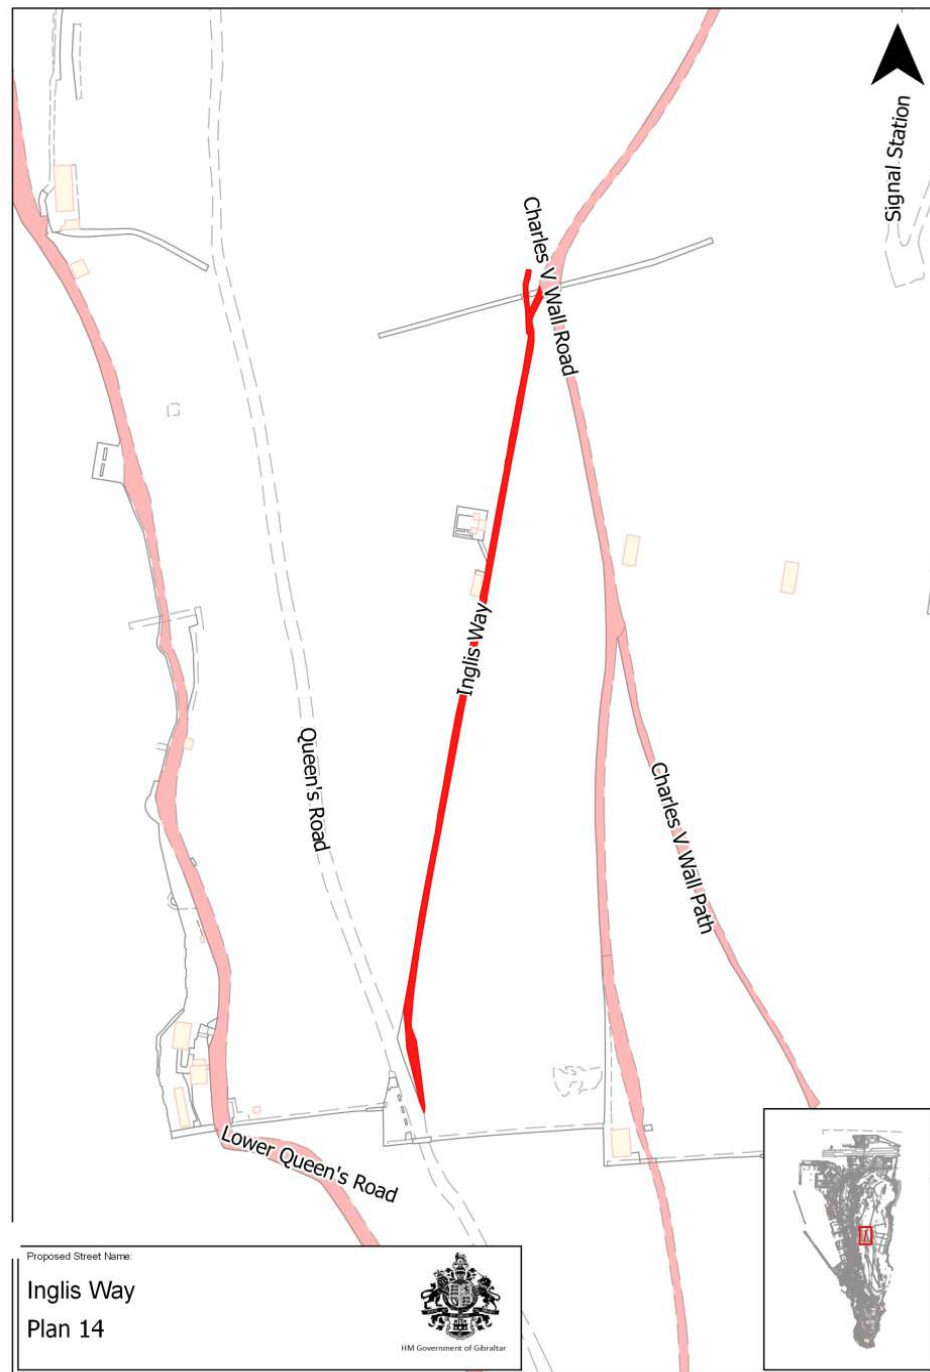 Signal Station
Charles V Wall Road
Inglis Way
Queen's Road
Charles V Wall Path
Lower Queen's Road
Proposed Street Name:
Inglis Way
Plan 14
HM Government of Gibraltar